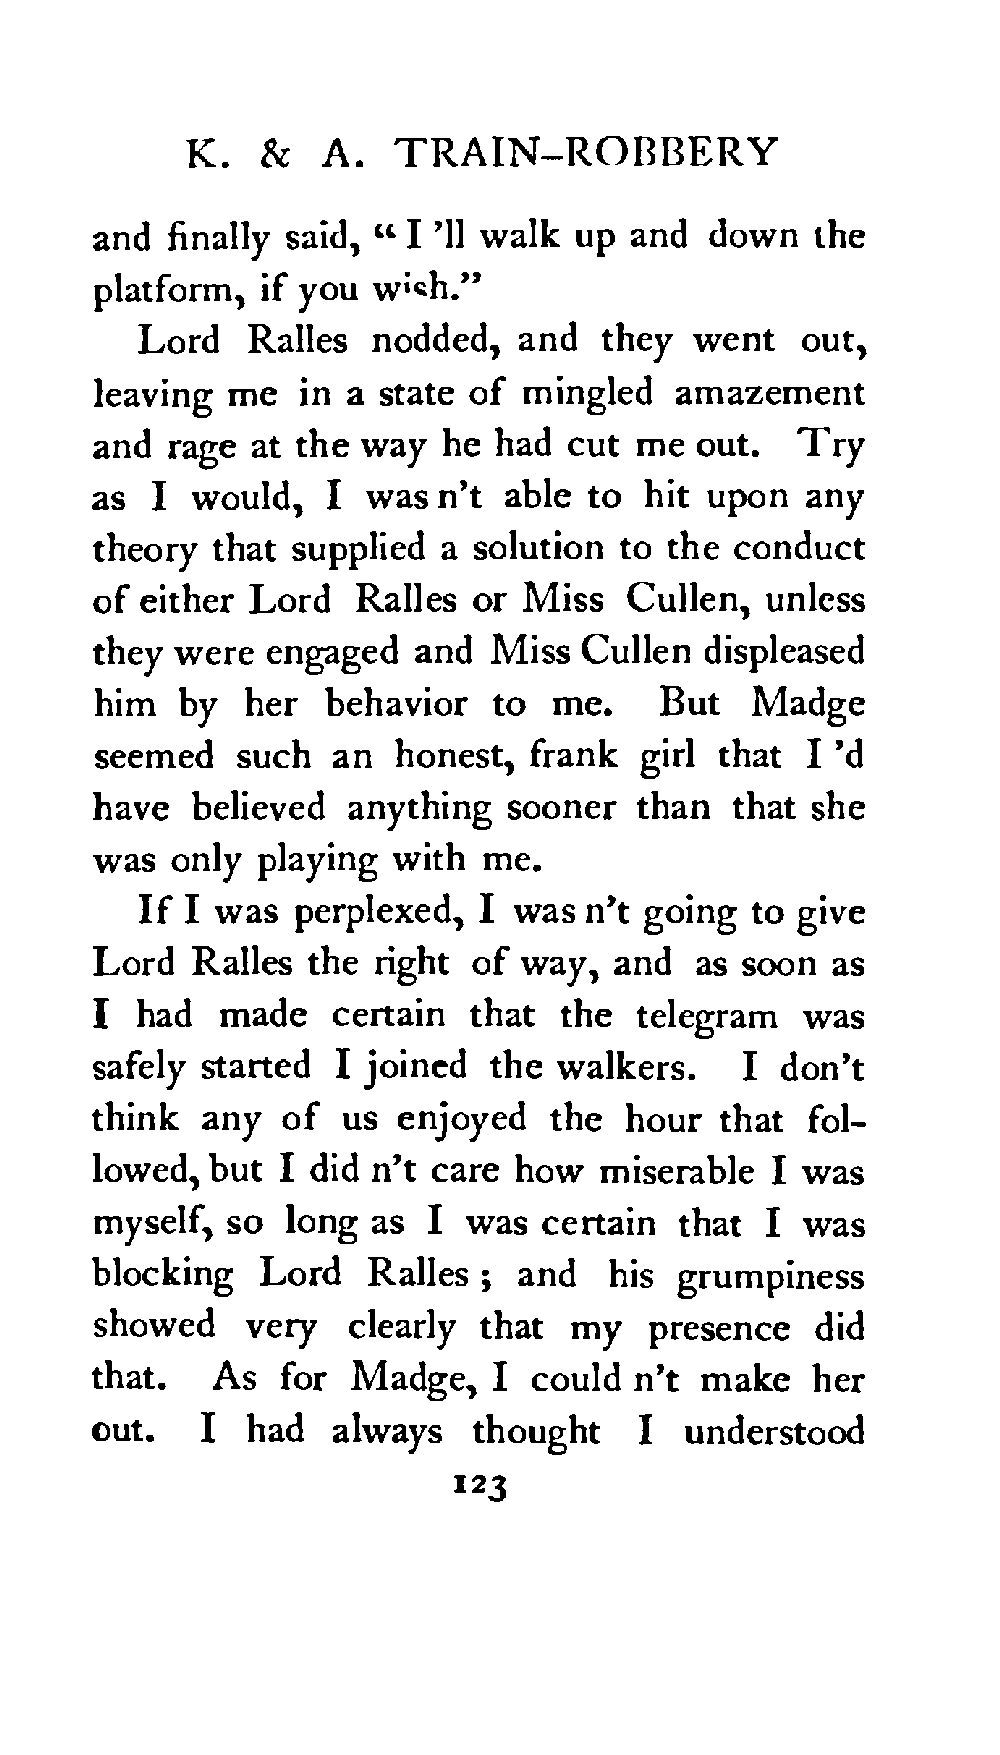 K. & A. TRAIN-ROBBERY
and finally said, “ I ’ll walk up and down the
platform, if you wish.”
Lord Ralles nodded, and they went out,
leaving me in a state of mingled amazement
and rage at the way he had cut me out. Try
as I would, I was n’t able to hit upon any
theory that supplied a solution to the conduct
of either Lord Ralles or Miss Cullen, unless
they were engaged and Miss Cullen displeased
him by her behavior to me. But Madge
seemed such an honest, frank girl that I ’d
have believed anything sooner than that she
was only playing with me.
If I was perplexed, I was n’t going to give
Lord Ralles the right of way, and as soon as
I had made certain that the telegram was
safely started I joined the walkers. I don’t
think any of us enjoyed the hour that fol-
lowed, but I did n’t care how miserable I was
myself, so long as I was certain that I was
blocking Lord Ralles ; and his grumpiness
showed very clearly that my presence did
that. As for Madge, I could n’t make her
out. I had always thought I understood
123